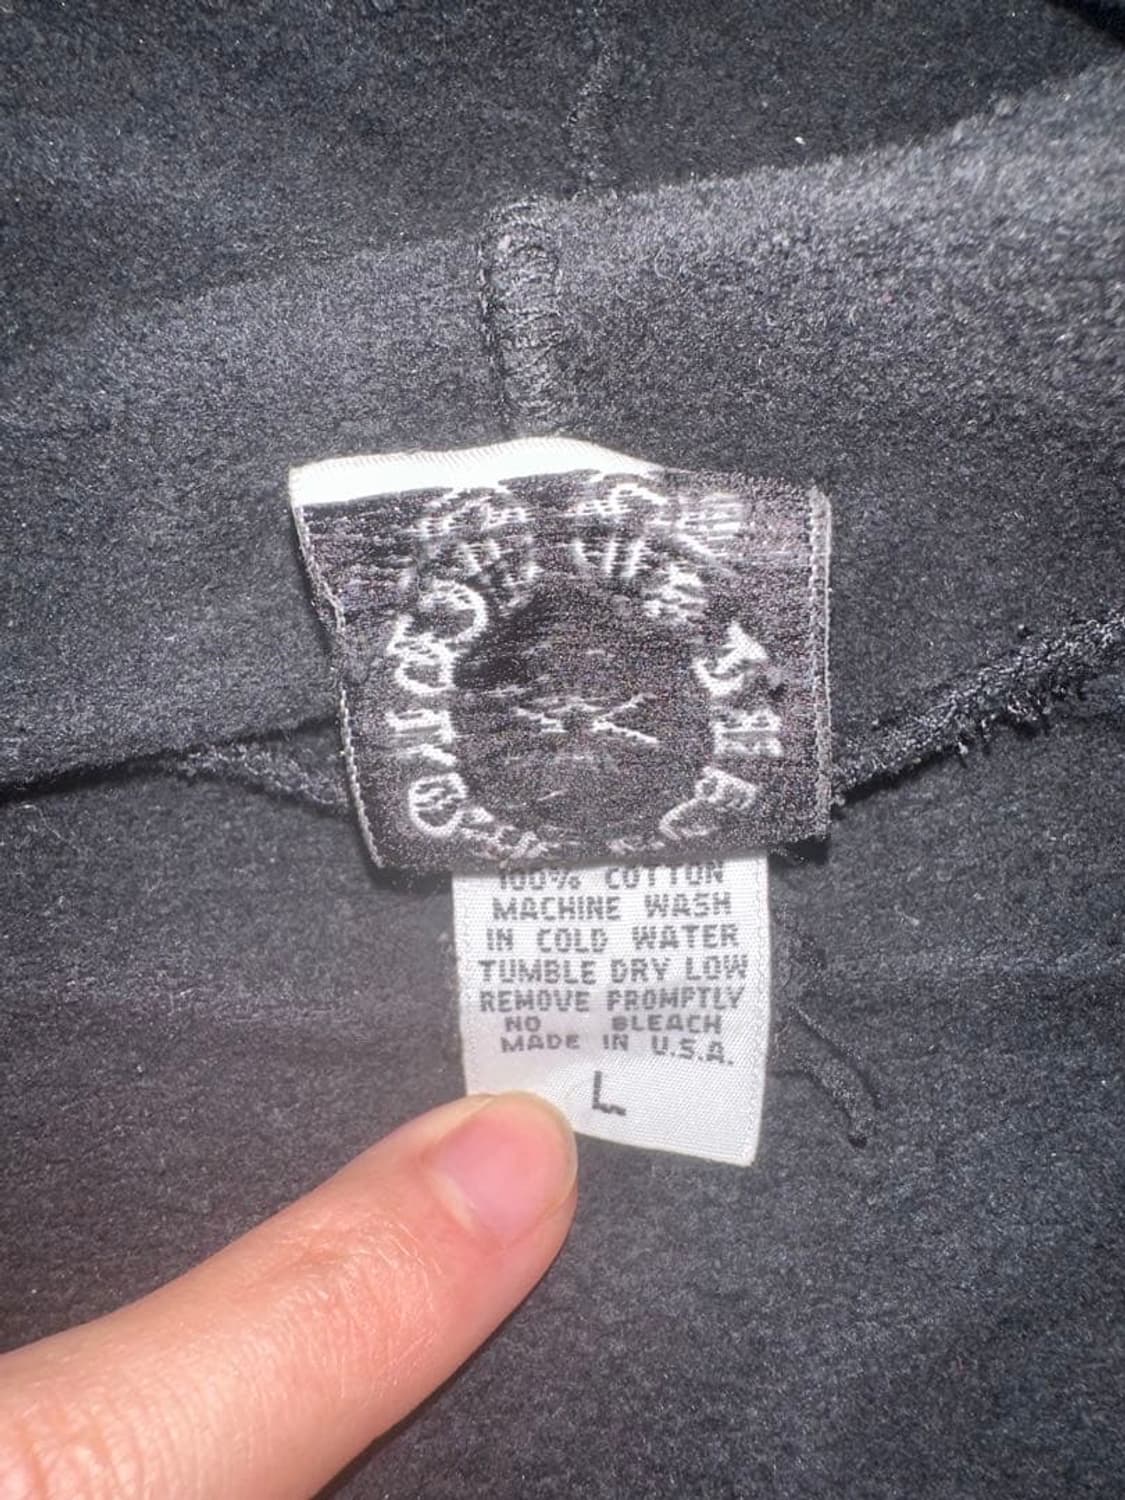 100% COTTON
MACHINE WASH
IN COLD WATER
TUMBLE DRY LOW
REMOVE PROMPTLY
NO BLEACH
MADE IN U.S.A.
L